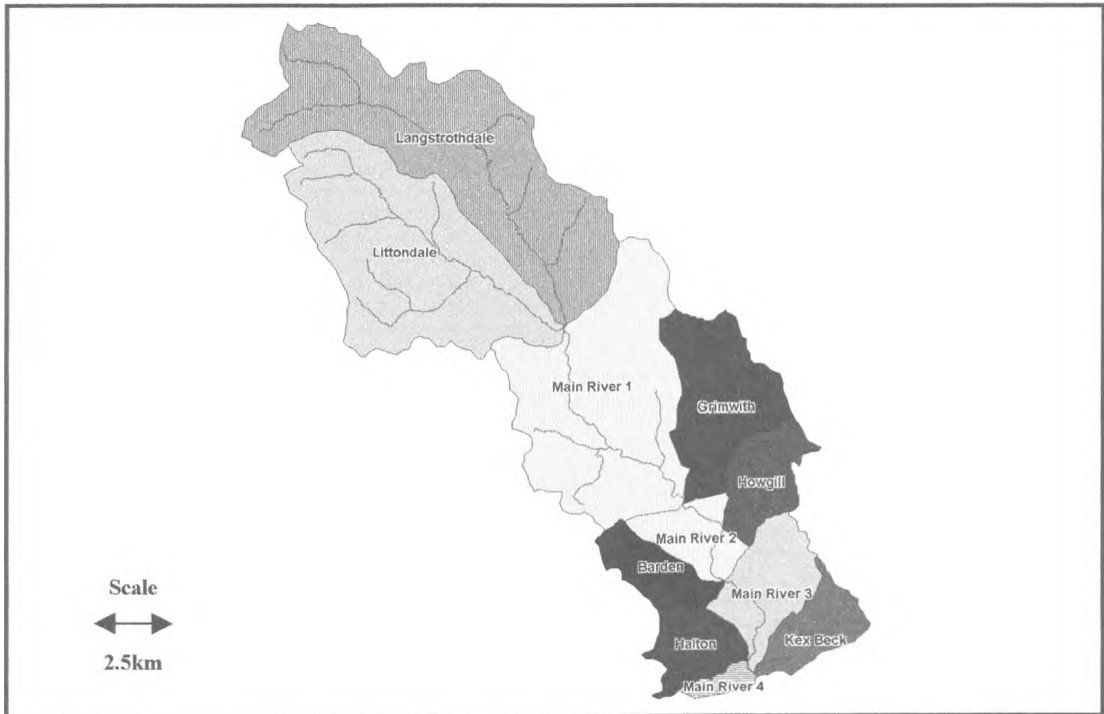 Langstrothdale
Littondale
Main River 1
Grimwith
Howgill
Main River 2
Barden
Scale
Main River 3
Halton
Kex Beck
2.5km
Main River 4